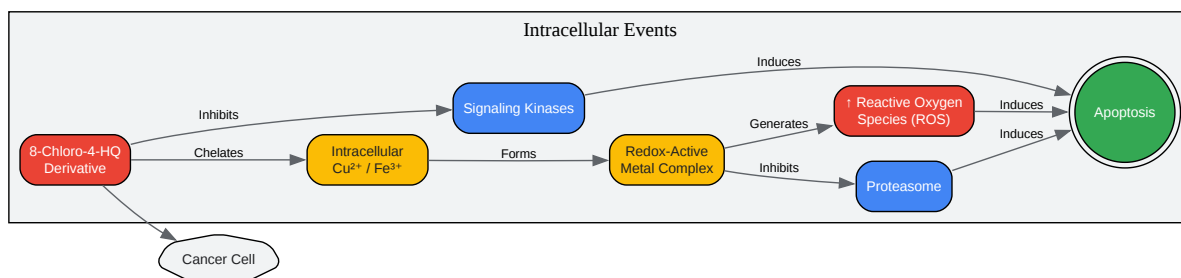 Intracellular Events
Induces
Signaling Kinases
Inhibits
↑ Reactive Oxygen
Species (ROS)
Induces
Apoptosis
Generates
Induces
8-Chloro-4-HQ
Derivative
Chelates
Intracellular
Cu²⁺ / Fe³⁺
Forms
Redox-Active
Metal Complex
Inhibits
Proteasome
Cancer Cell